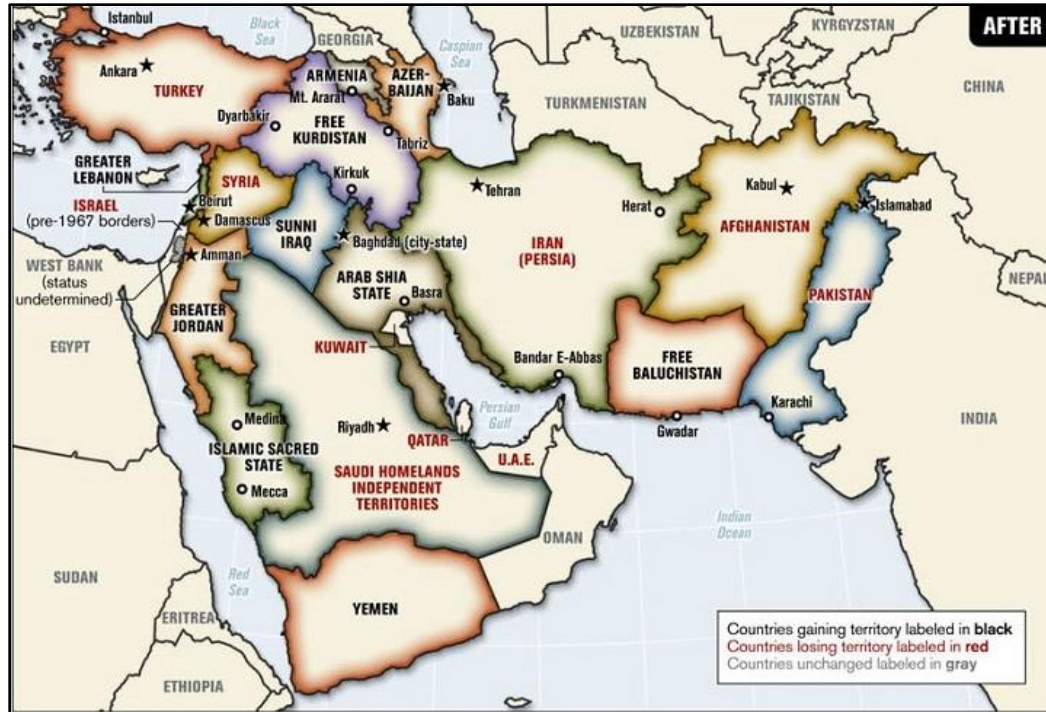 AFTER
Istanbul
Black
Sea
GEORGIA
Caspian
Sea
UZBEKISTAN
KYRGYZSTAN
Ankara
TURKEY
ARMENIA
Mt. Ararat
AZER-
BAIJAN
Baku
TURKMENISTAN
TAJIKISTAN
CHINA
Dyarbakir
FREE
KURDISTAN
Tabriz
GREATER
LEBANON
SYRIA
Kirkuk
Tehran
Herat
Kabul
Islamabad
ISRAEL
(pre-1967 borders)
Beirut
Damascus
SUNNI
IRAQ
Baghdad (city-state)
IRAN
(PERSIA)
AFGHANISTAN
WEST BANK
(status
undetermined)
Amman
ARAB SHIA
STATE
Basra
PAKISTAN
NEPAL
EGYPT
GREATER
JORDAN
KUWAIT
Bandar E-Abbas
FREE
BALUCHISTAN
Karachi
INDIA
Medina
ISLAMIC SACRED
STATE
Mecca
Riyadh
QATAR
Persian
Gulf
U.A.E.
Gwadar
SAUDI HOMELANDS
INDEPENDENT
TERRITORIES
OMAN
Indian
Ocean
SUDAN
Red
Sea
ERITREA
YEMEN
ETHIOPIA
Countries gaining territory labeled in black
Countries losing territory labeled in red
Countries unchanged labeled in gray